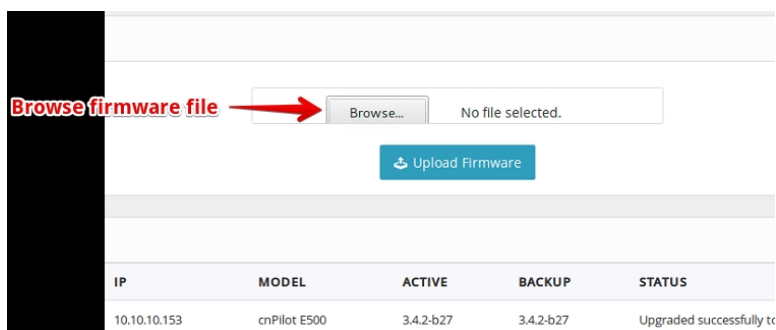 Browse firmware file
Browse... No file selected.
Upload Firmware
IP MODEL ACTIVE BACKUP STATUS
10.10.10.153 cnPilot E500 3.4.2-b27 3.4.2-b27 Upgraded successfully to